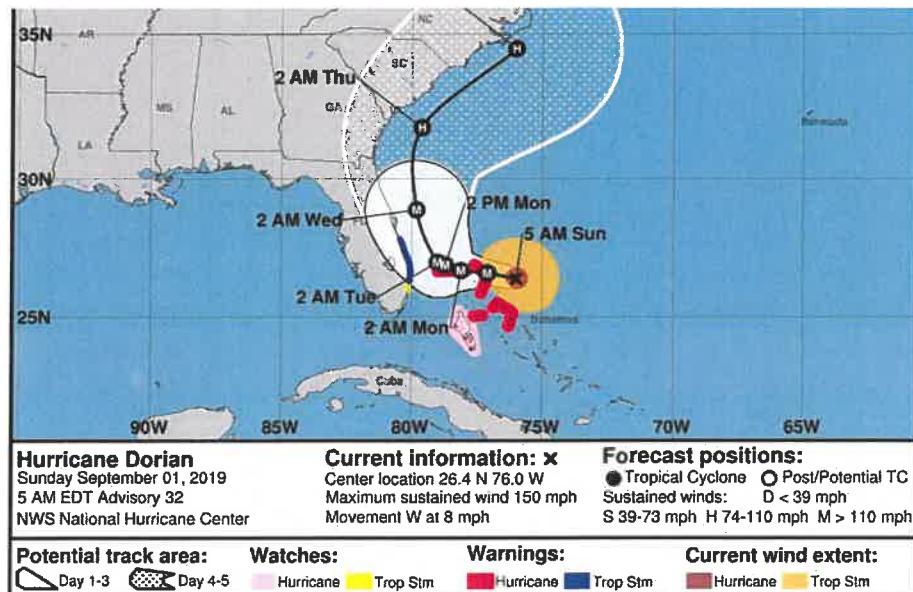 35N
AR
NC
2 AM Thu
SC
MS
AL
GA
LA
Bermuda
30N
2 AM Wed
2 PM Mon
5 AM Sun
FL
2 AM Tue
25N
2 AM Mon
Bahamas
Cuba
90W 85W 80W 75W 70W 65W
H
H
M
M
M
M
M
Hurricane Dorian
Sunday September 01, 2019
5 AM EDT Advisory 32
NWS National Hurricane Center
Current information: x
Center location 26.4 N 76.0 W
Maximum sustained wind 150 mph
Movement W at 8 mph
Forecast positions:
Tropical Cyclone Post/Potential TC
Sustained winds: D < 39 mph
S 39-73 mph H 74-110 mph M > 110 mph
Potential track area:
Day 1-3 Day 4-5
Watches:
Hurricane Trop Stm
Warnings:
Hurricane Trop Stm
Current wind extent:
Hurricane Trop Stm